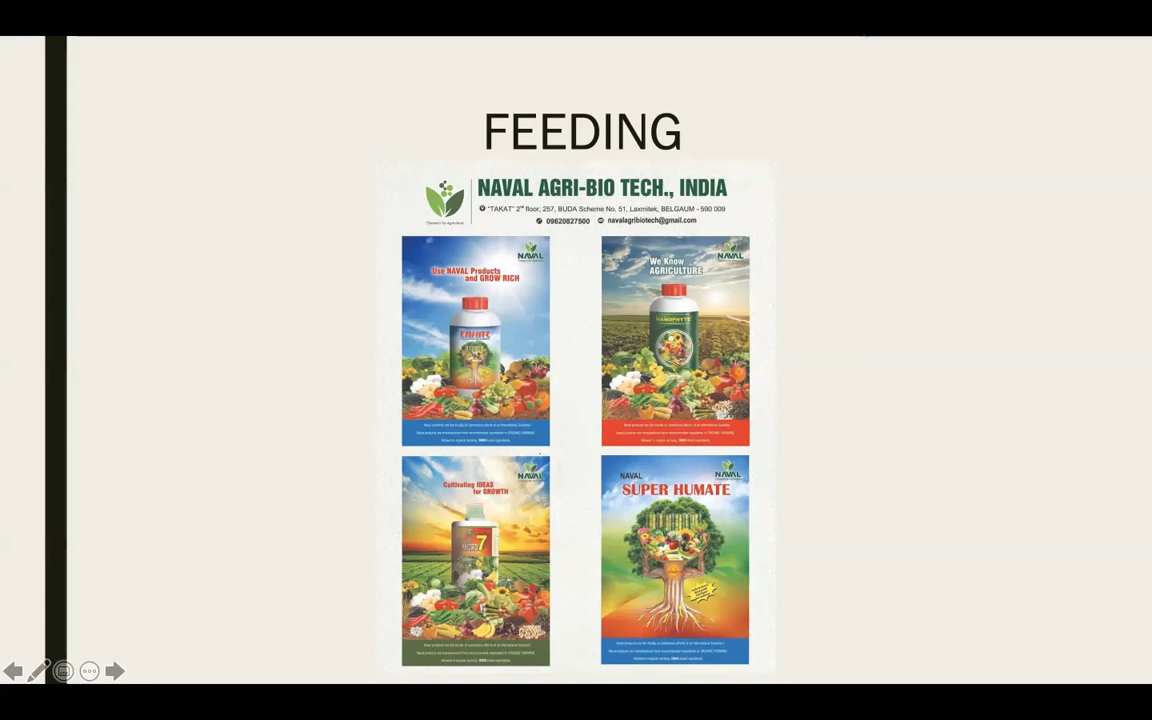 FEEDING
NAVAL AGRI-BIO TECH., INDIA
"TAKAT" 2ND floor, 257, BUDA Scheme No. 51, Laxmitek, BELGAUM - 590 009
09620827500 navalagribiotech@gmail.com
NAVAL
Use NAVAL Products
and GROW RICH
NAVAL
We Know
AGRICULTURE
NANOPHYTE
NAVAL
Cultivating IDEAS
for GROWTH
7
NAVAL
NAVAL
SUPER HUMATE